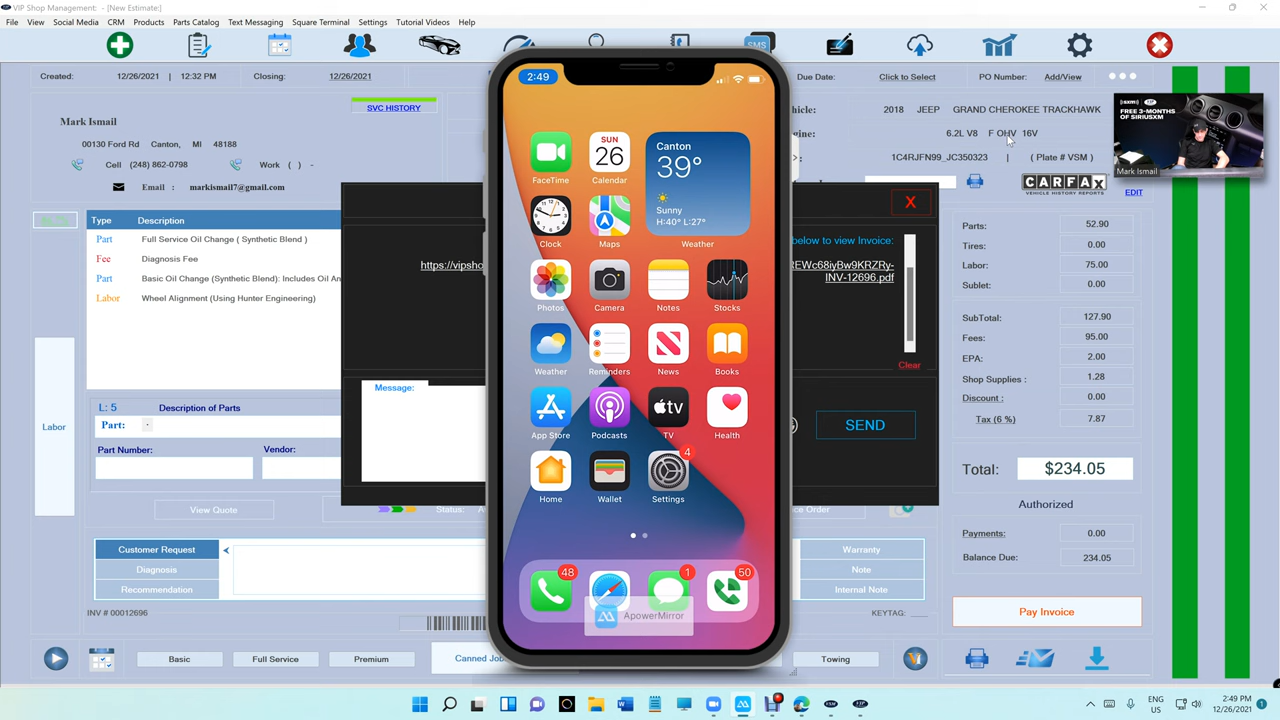 VIP Shop Management: - [New Estimate:]
File View Social Media CRM Products Parts Catalog Text Messaging Square Terminal Settings Tutorial Videos Help
SMS
Created: 12/26/2021 | 12:32 PM Closing: 12/26/2021
Due Date: Click to Select PO Number: Add/View
SVC HISTORY
Mark Ismail
00130 Ford Rd Canton, MI 48188
Cell (248) 862-0798 Work ( ) -
Email : markismail7@gmail.com
2018 JEEP GRAND CHEROKEE TRACKHAWK
6.2L V8 F OHV 16V
1C4RJFN99_JC350323 | ( Plate # VSM )
CARFAX
VEHICLE HISTORY REPORTS
EDIT
FREE 3-MONTHS
OF SIRIUSXM
Mark Ismail
Type Description
Part Full Service Oil Change ( Synthetic Blend )
Fee Diagnosis Fee
Part Basic Oil Change (Synthetic Blend): Includes Oil An
Labor Wheel Alignment (Using Hunter Engineering)
Labor
L: 5 Description of Parts
Part:
Part Number: Vendor:
View Quote
Status:
Customer Request
Diagnosis
Recommendation
INV # 00012696
Basic Full Service Premium
https://vipsho
Message:
X
below to view Invoice:
REWc68iyBv9KRZRy-
INV-12696.pdf
Clear
SEND
2:49
FaceTime
SUN
26
Calendar
Canton
39°
Sunny
H:40° L:27°
Weather
Clock Maps
Photos Camera Notes Stocks
Weather Reminders News Books
App Store Podcasts TV Health
tv
4
Home Wallet Settings
48 1 50
ApowerMirror
Parts: 52.90
Tires: 0.00
Labor: 75.00
Sublet: 0.00
SubTotal: 127.90
Fees: 95.00
EPA: 2.00
Shop Supplies : 1.28
Discount : 0.00
Tax (6 %) 7.87
Total: $234.05
Authorized
Payments: 0.00
Balance Due: 234.05
Pay Invoice
Warranty
Note
Internal Note
KEYTAG:
Towing
ENG
US
2:49 PM
12/26/2021